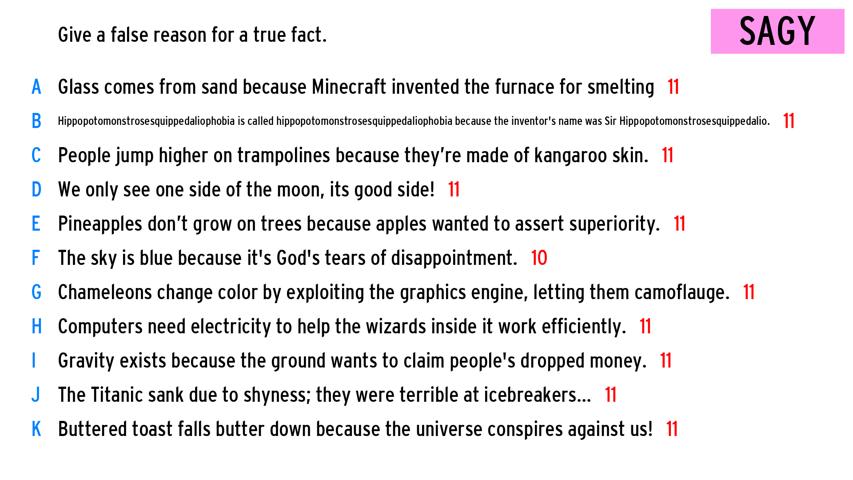 Give a false reason for a true fact.
SAGY
A Glass comes from sand because Minecraft invented the furnace for smelting 11
B Hippopotomonstrosesquippedaliophobia is called hippopotomonstrosesquippedaliophobia because the inventor's name was Sir Hippopotomonstrosesquippedalio. 11
C People jump higher on trampolines because they’re made of kangaroo skin. 11
D We only see one side of the moon, its good side! 11
E Pineapples don’t grow on trees because apples wanted to assert superiority. 11
F The sky is blue because it's God's tears of disappointment. 10
G Chameleons change color by exploiting the graphics engine, letting them camoflauge. 11
H Computers need electricity to help the wizards inside it work efficiently. 11
I Gravity exists because the ground wants to claim people's dropped money. 11
J The Titanic sank due to shyness; they were terrible at icebreakers... 11
K Buttered toast falls butter down because the universe conspires against us! 11